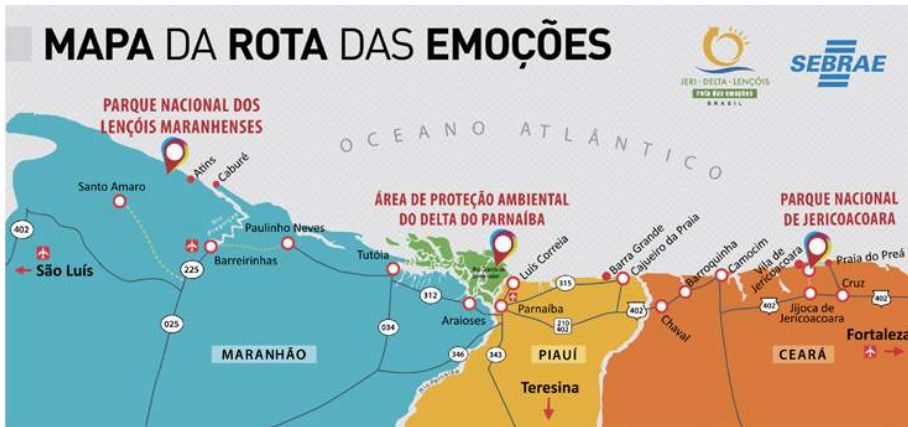 MAPA DA ROTA DAS EMOÇÕES
JERI - DELTA - LENÇÓIS
rota das emoções
BRASIL
SEBRAE
PARQUE NACIONAL DOS
LENÇÓIS MARANHENSES
OCEANO ATLÂNTICO
Atins
Caburé
Santo Amaro
Rio Preguiças
ÁREA DE PROTEÇÃO AMBIENTAL
DO DELTA DO PARNAÍBA
PARQUE NACIONAL
DE JERICOACOARA
402
São Luís
Barreirinhas
Paulinho Neves
Tutóia
Luís Correia
Barra Grande
Cajueiro da Praia
Barroquinha
Camocim
Vila de
Jericoacoara
Praia do Preá
225
312
315
Araioses
Parnaíba
402
Chaval
402
Jijoca de
Jericoacoara
Cruz
402
025
034
210
402
346
343
MARANHÃO
PIAUÍ
CEARÁ
Fortaleza
Teresina